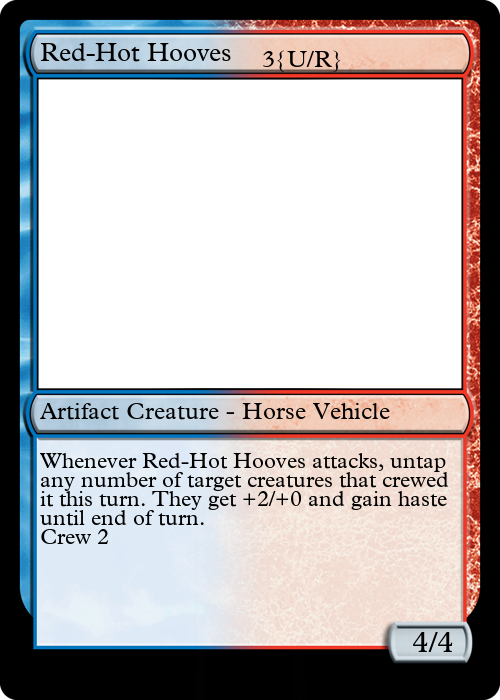 Red-Hot Hooves 3{U/R}
Artifact Creature - Horse Vehicle
Whenever Red-Hot Hooves attacks, untap
any number of target creatures that crewed
it this turn. They get +2/+0 and gain haste
until end of turn.
Crew 2
4/4